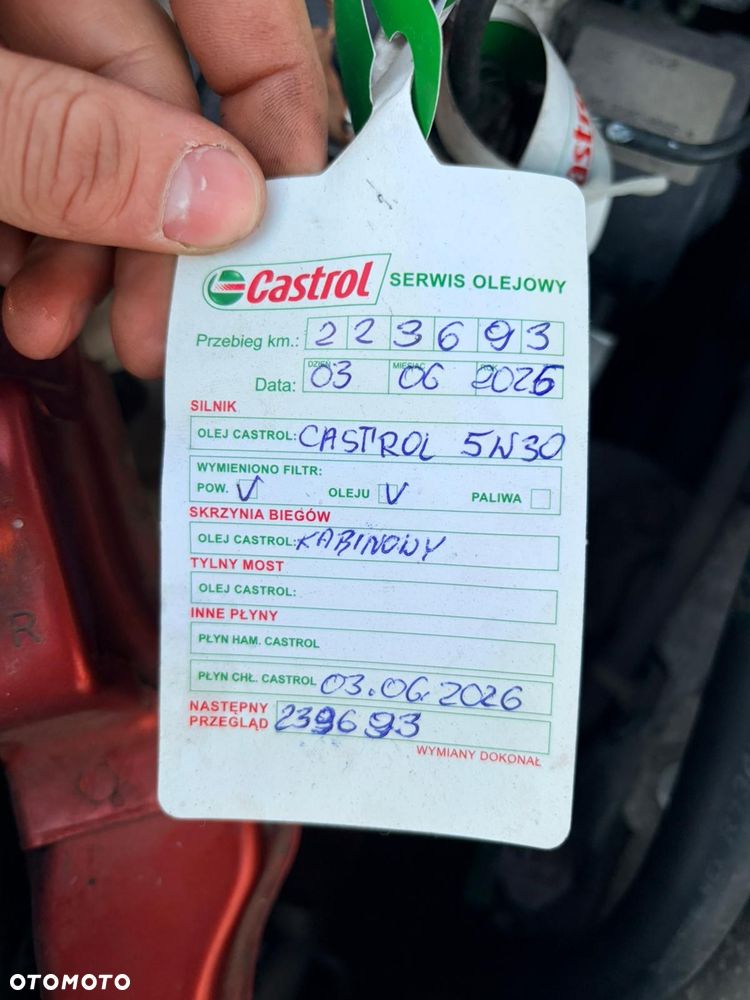 Castrol SERWIS OLEJOWY
Przebieg km.: 223693
DZIEŃ MIESIĄC ROK
Data: 03 06 2025
SILNIK
OLEJ CASTROL: CASTROL 5W30
WYMIENIONO FILTR:
POW. V OLEJU V PALIWA
SKRZYNIA BIEGÓW
OLEJ CASTROL: KABINOWY
TYLNY MOST
OLEJ CASTROL:
INNE PŁYNY
PŁYN HAM. CASTROL
PŁYN CHŁ. CASTROL 03.06.2026
NASTĘPNY
PRZEGLĄD 239693
WYMIANY DOKONAŁ
R
OTOMOTO